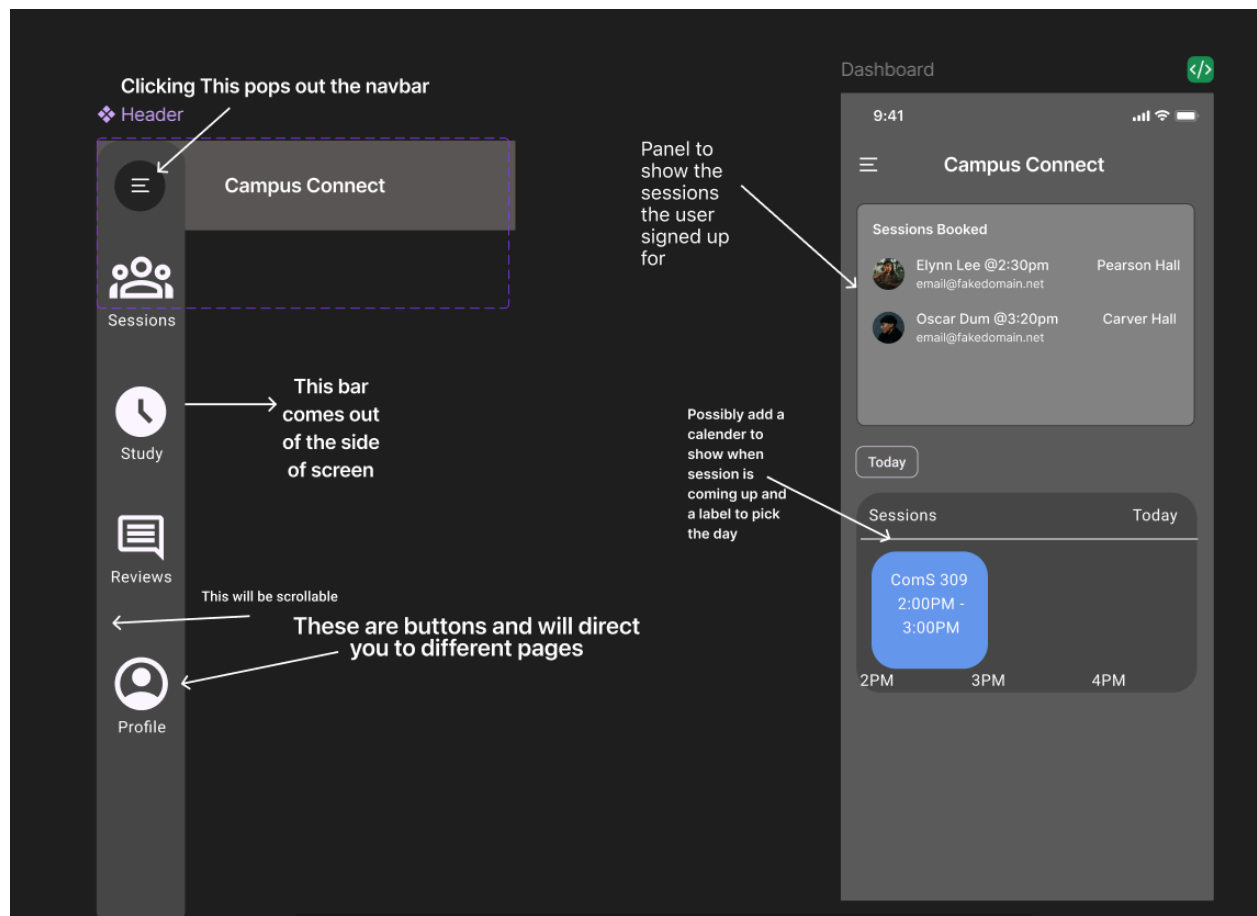 Clicking This pops out the navbar
Header
Campus Connect
Sessions
Study
This bar
comes out
of the side
of screen
Reviews
This will be scrollable
These are buttons and will direct
you to different pages
Profile
Panel to
show the
sessions
the user
signed up
for
Possibly add a
calender to
show when
session is
coming up and
a label to pick
the day
Dashboard
</>
9:41
Campus Connect
Sessions Booked
Elynn Lee @2:30pm Pearson Hall
email@fakedomain.net
Oscar Dum @3:20pm Carver Hall
email@fakedomain.net
Today
Sessions Today
ComS 309
2:00PM -
3:00PM
2PM 3PM 4PM